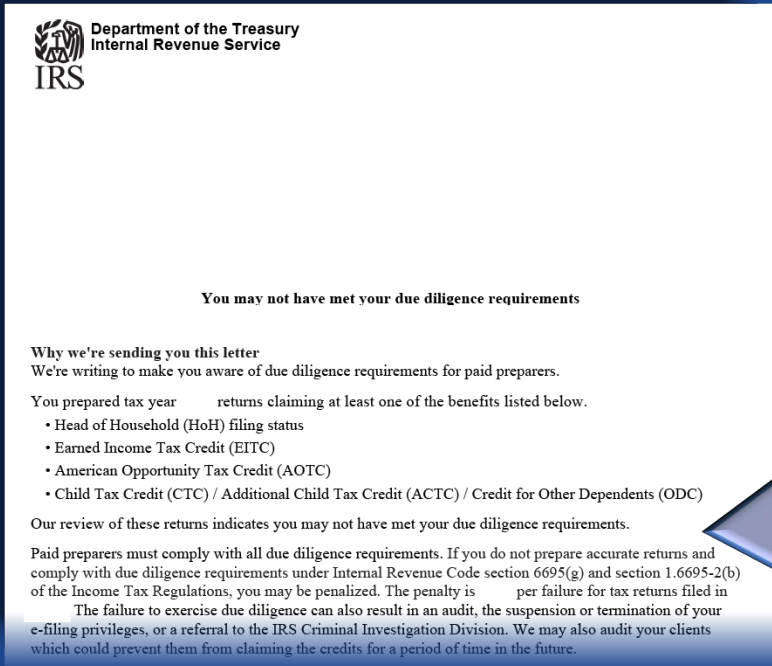 Department of the Treasury
Internal Revenue Service
IRS
You may not have met your due diligence requirements
Why we're sending you this letter
We're writing to make you aware of due diligence requirements for paid preparers.
You prepared tax year returns claiming at least one of the benefits listed below.
• Head of Household (HoH) filing status
• Earned Income Tax Credit (EITC)
• American Opportunity Tax Credit (AOTC)
• Child Tax Credit (CTC) / Additional Child Tax Credit (ACTC) / Credit for Other Dependents (ODC)
Our review of these returns indicates you may not have met your due diligence requirements.
Paid preparers must comply with all due diligence requirements. If you do not prepare accurate returns and
comply with due diligence requirements under Internal Revenue Code section 6695(g) and section 1.6695-2(b)
of the Income Tax Regulations, you may be penalized. The penalty is per failure for tax returns filed in
The failure to exercise due diligence can also result in an audit, the suspension or termination of your
e-filing privileges, or a referral to the IRS Criminal Investigation Division. We may also audit your clients
which could prevent them from claiming the credits for a period of time in the future.